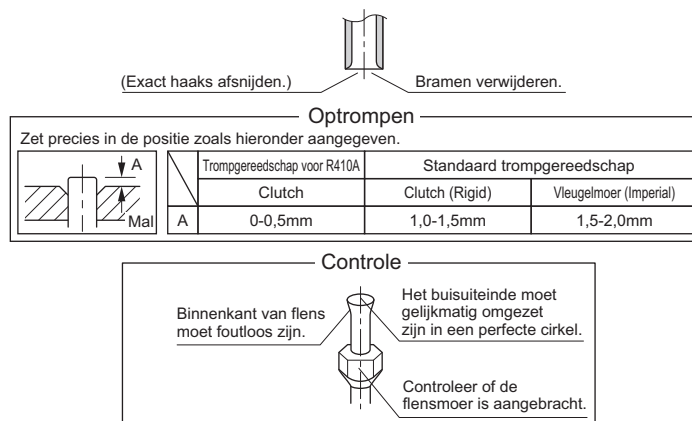 (Exact haaks afsnijden.)
Bramen verwijderen.
Optrompen
Zet precies in de positie zoals hieronder aangegeven.
A
Mal
Trompgereedschap voor R410A
Standaard trompgereedschap
Clutch
Clutch (Rigid)
Vleugelmoer (Imperial)
A
0-0,5mm
1,0-1,5mm
1,5-2,0mm
Controle
Binnenkant van flens
moet foutloos zijn.
Het buisuiteinde moet
gelijkmatig omgezet
zijn in een perfecte cirkel.
Controleer of de
flensmoer is aangebracht.